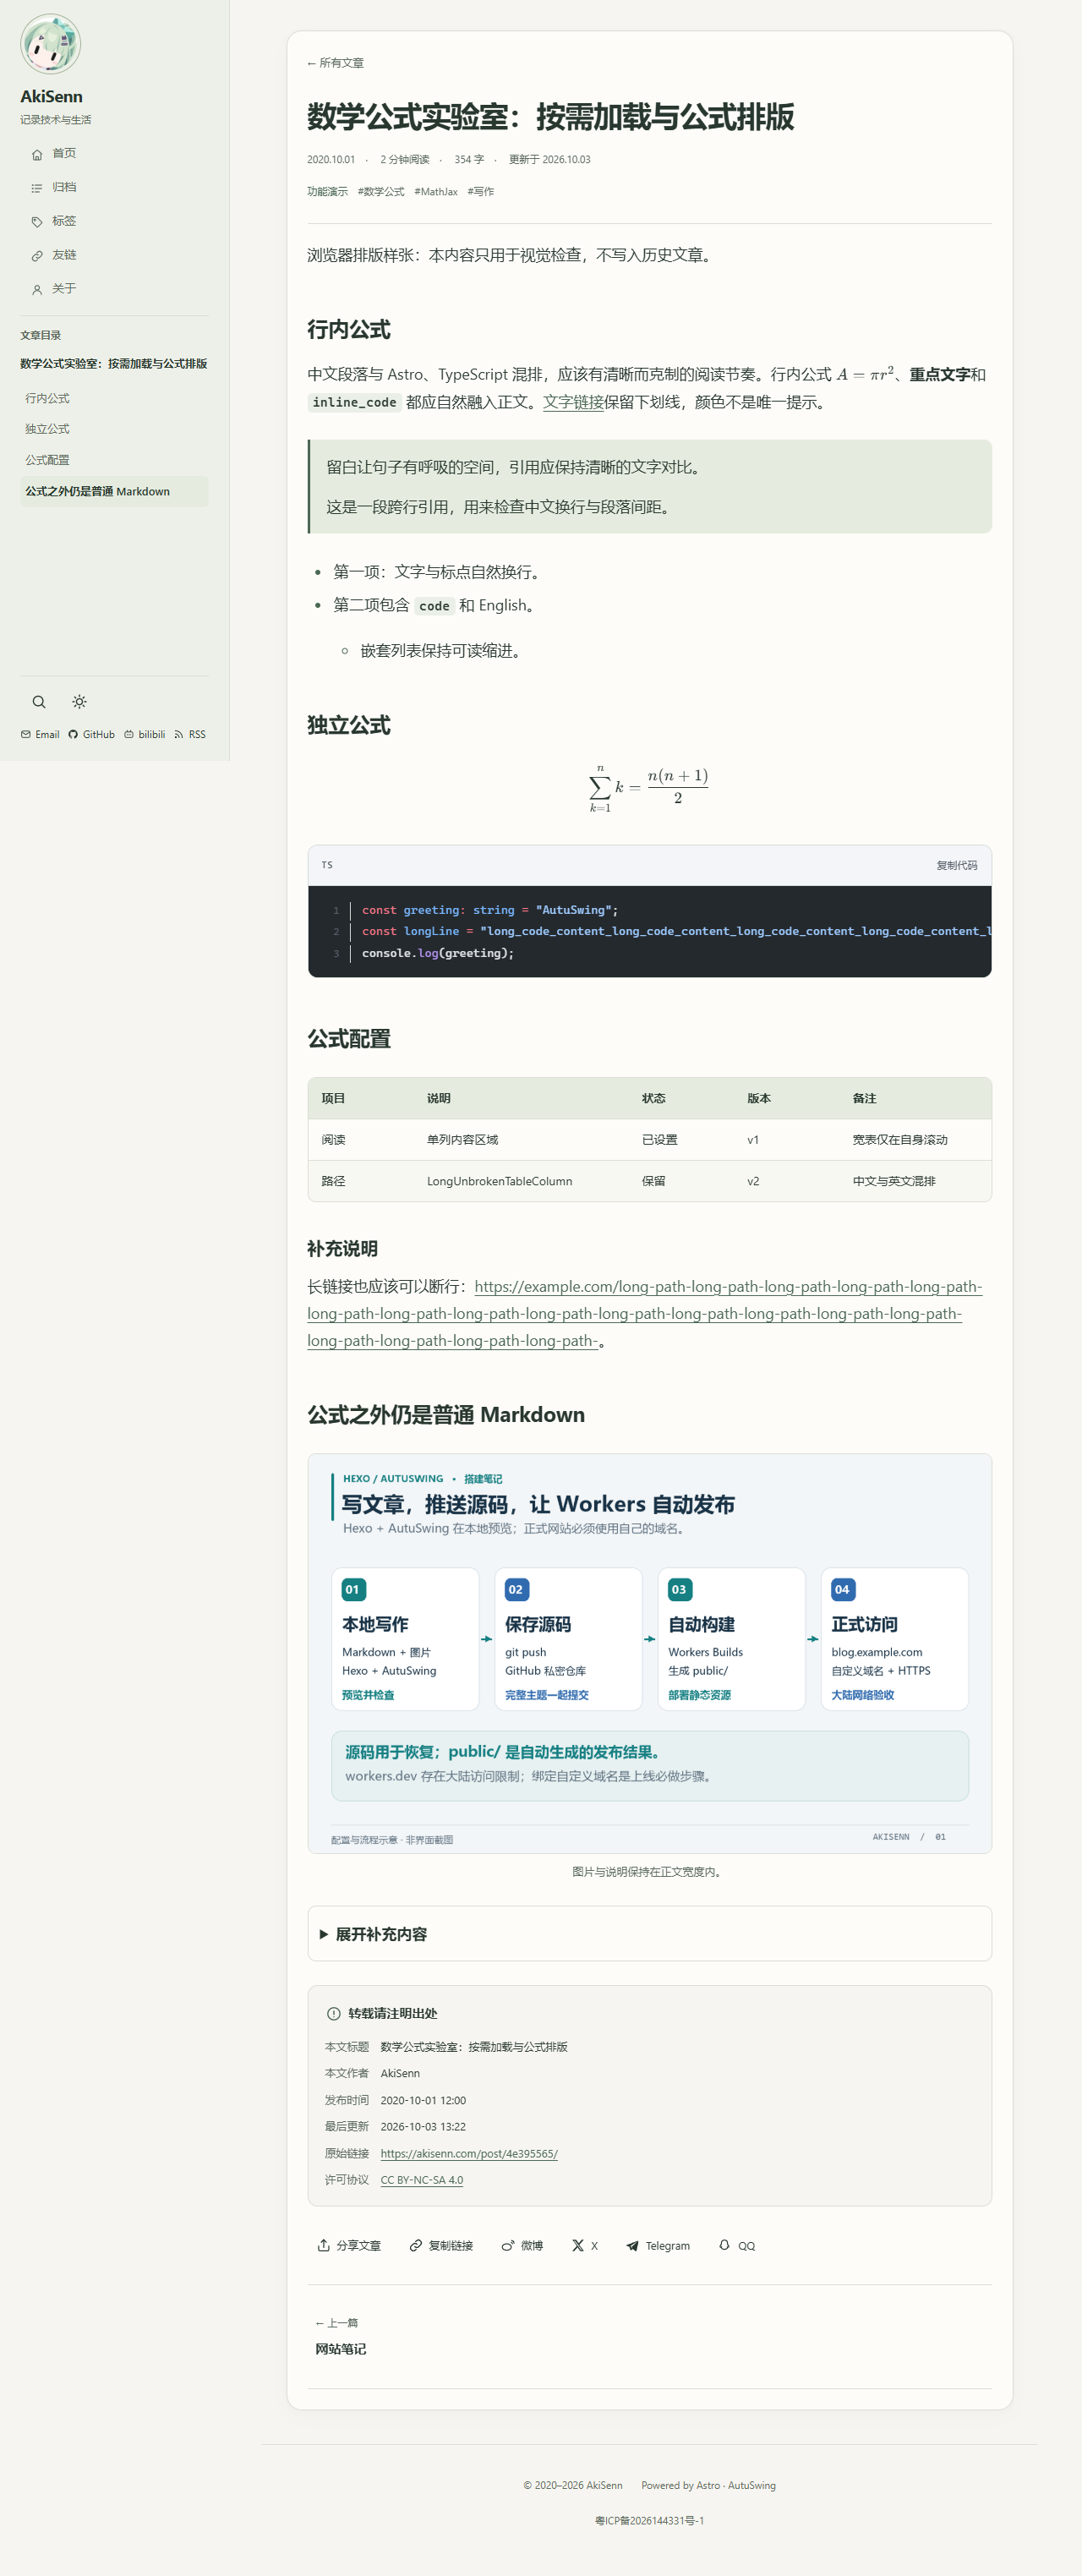 AkiSenn
记录技术与生活
首页
归档
标签
友链
关于
文章目录
数学公式实验室：按需加载与公式排版
行内公式
独立公式
公式配置
公式之外仍是普通 Markdown
Email GitHub bilibili RSS
← 所有文章
数学公式实验室：按需加载与公式排版
2020.10.01 · 2 分钟阅读 · 354 字 · 更新于 2026.10.03
功能演示 #数学公式 #MathJax #写作
浏览器排版样张：本内容只用于视觉检查，不写入历史文章。
行内公式
中文段落与 Astro、TypeScript 混排，应该有清晰而克制的阅读节奏。行内公式 A = πr²、重点文字和
inline_code 都应自然融入正文。文字链接保留下划线，颜色不是唯一提示。
留白让句子有呼吸的空间，引用应保持清晰的文字对比。
这是一段跨行引用，用来检查中文换行与段落间距。
• 第一项：文字与标点自然换行。
• 第二项包含 code 和 English。
◦ 嵌套列表保持可读缩进。
独立公式
∑_{k=1}^{n} k = n(n + 1) / 2
TS 复制代码
1 const greeting: string = "AutuSwing";
2 const longLine = "long_code_content_long_code_content_long_code_content_long_code_content_l
3 console.log(greeting);
公式配置
项目 说明 状态 版本 备注
阅读 单列内容区域 已设置 v1 宽表仅在自身滚动
路径 LongUnbrokenTableColumn 保留 v2 中文与英文混排
补充说明
长链接也应该可以断行：https://example.com/long-path-long-path-long-path-long-path-long-path-
long-path-long-path-long-path-long-path-long-path-long-path-long-path-long-path-long-path-
long-path-long-path-long-path-long-path-。
公式之外仍是普通 Markdown
HEXO / AUTUSWING • 搭建笔记
写文章，推送源码，让 Workers 自动发布
Hexo + AutuSwing 在本地预览；正式网站必须使用自己的域名。
01
本地写作
Markdown + 图片
Hexo + AutuSwing
预览并检查
02
保存源码
git push
GitHub 私密仓库
完整主题一起提交
03
自动构建
Workers Builds
生成 public/
部署静态资源
04
正式访问
blog.example.com
自定义域名 + HTTPS
大陆网络验收
源码用于恢复；public/ 是自动生成的发布结果。
workers.dev 存在大陆访问限制；绑定自定义域名是上线必做步骤。
配置与流程示意 · 非界面截图 AKISENN / 01
图片与说明保持在正文宽度内。
▶ 展开补充内容
转载请注明出处
本文标题 数学公式实验室：按需加载与公式排版
本文作者 AkiSenn
发布时间 2020-10-01 12:00
最后更新 2026-10-03 13:22
原始链接 https://akisenn.com/post/4e395565/
许可协议 CC BY-NC-SA 4.0
分享文章 复制链接 微博 X Telegram QQ
← 上一篇
网站笔记
© 2020–2026 AkiSenn Powered by Astro · AutuSwing
粤ICP备2026144331号-1